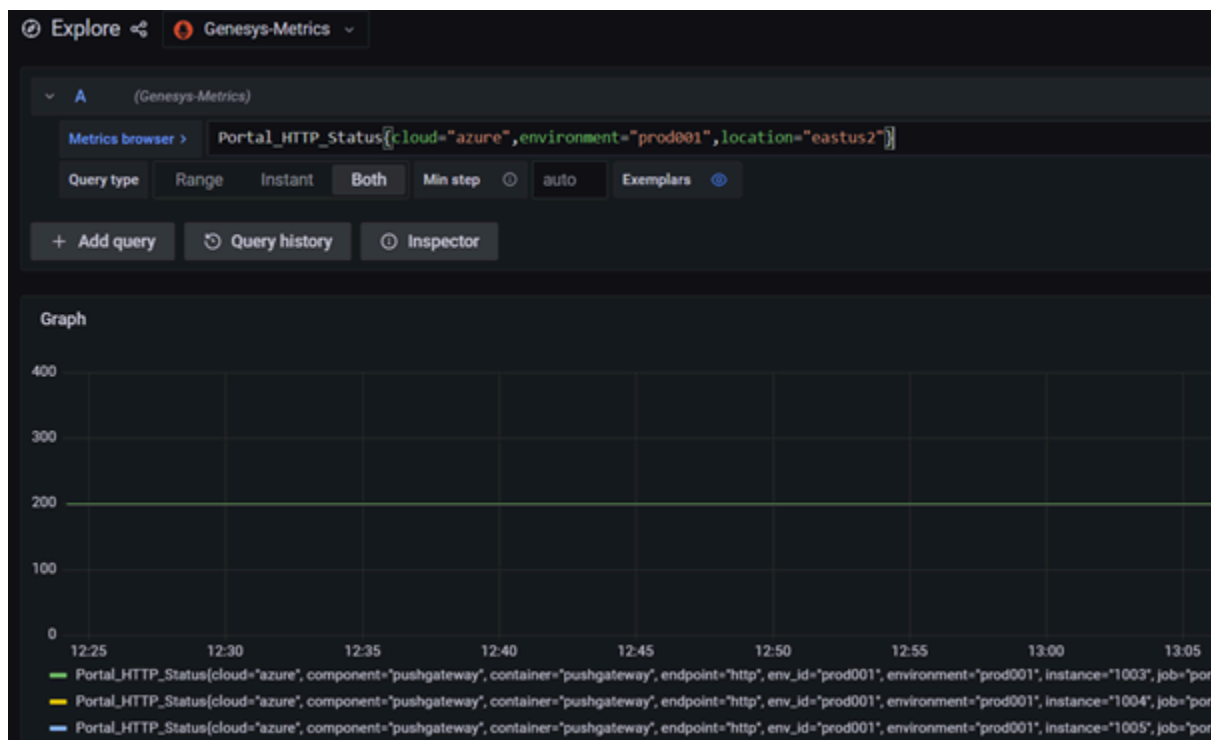 Explore Genesys-Metrics
A (Genesys-Metrics)
Metrics browser > Portal_HTTP_Status{cloud="azure",environment="prod001",location="eastus2"}
Query type Range Instant Both Min step auto Exemplars
+ Add query Query history Inspector
Graph
400
300
200
100
0
12:25 12:30 12:35 12:40 12:45 12:50 12:55 13:00 13:05
Portal_HTTP_Status{cloud="azure", component="pushgateway", container="pushgateway", endpoint="http", env_id="prod001", environment="prod001", instance="1003", job="por
Portal_HTTP_Status{cloud="azure", component="pushgateway", container="pushgateway", endpoint="http", env_id="prod001", environment="prod001", instance="1004", job="por
Portal_HTTP_Status{cloud="azure", component="pushgateway", container="pushgateway", endpoint="http", env_id="prod001", environment="prod001", instance="1005", job="por